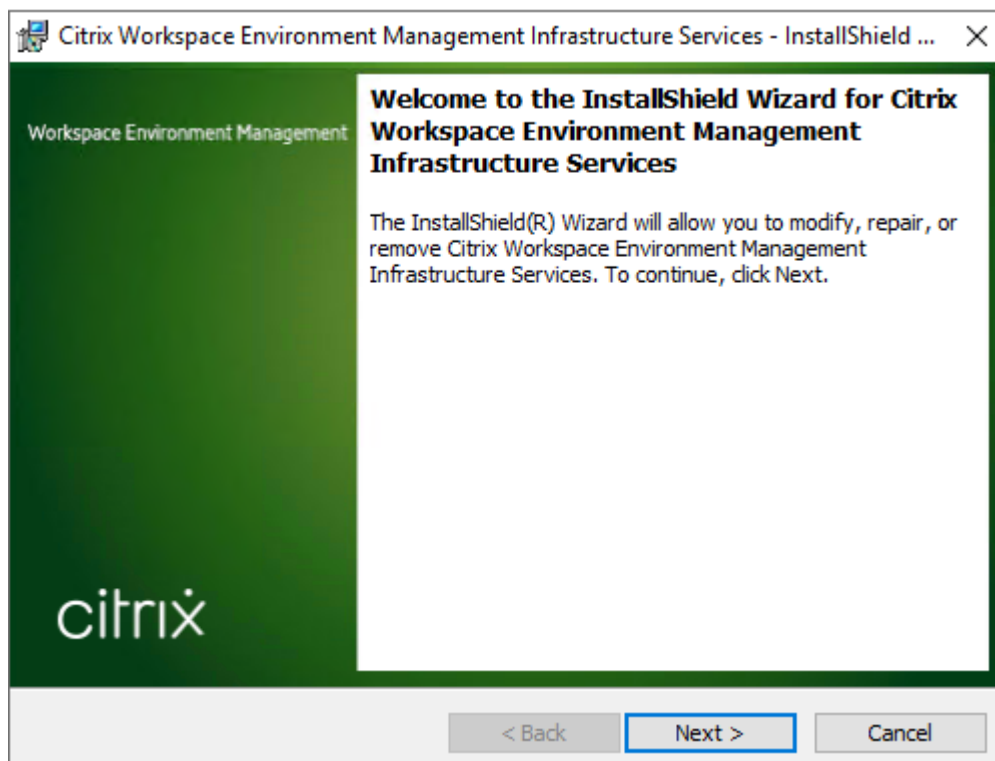 Citrix Workspace Environment Management Infrastructure Services - InstallShield ...
Workspace Environment Management
Welcome to the InstallShield Wizard for Citrix
Workspace Environment Management
Infrastructure Services
The InstallShield(R) Wizard will allow you to modify, repair, or
remove Citrix Workspace Environment Management
Infrastructure Services. To continue, click Next.
citrix
< Back
Next >
Cancel